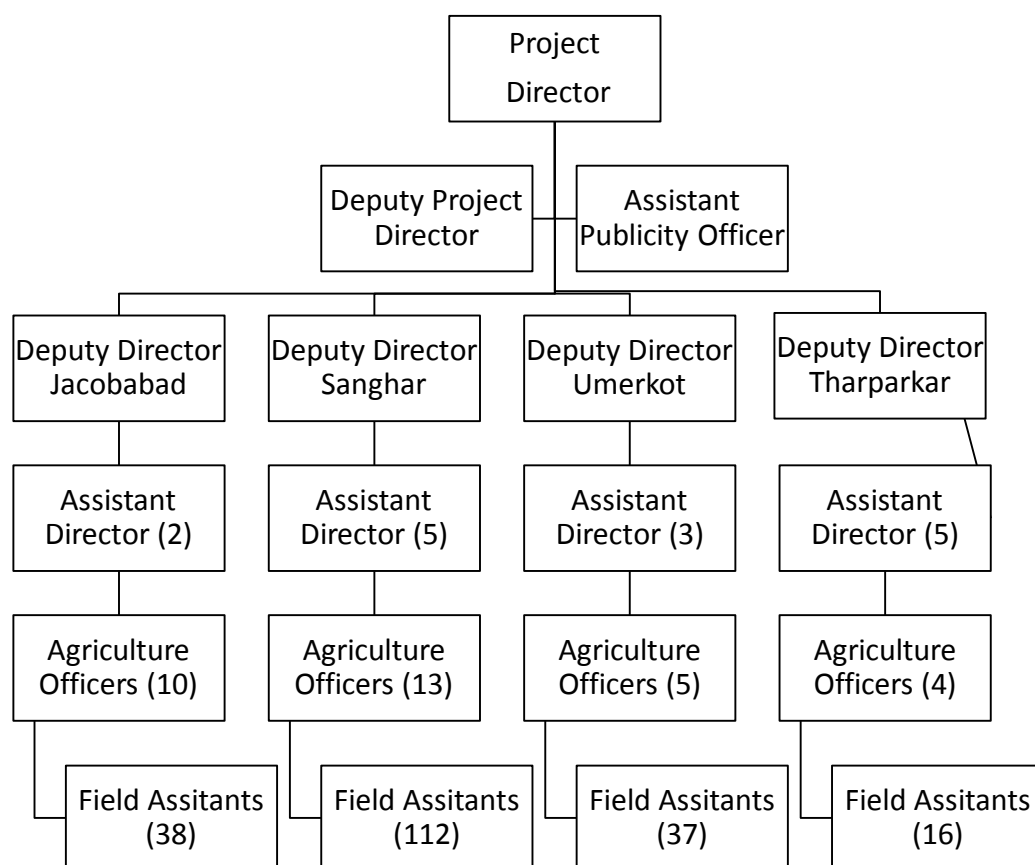 Project
Director
Deputy Project
Director
Assistant
Publicity Officer
Deputy Director
Jacobabad
Deputy Director
Sanghar
Deputy Director
Umerkot
Deputy Director
Tharparkar
Assistant
Director (2)
Assistant
Director (5)
Assistant
Director (3)
Assistant
Director (5)
Agriculture
Officers (10)
Agriculture
Officers (13)
Agriculture
Officers (5)
Agriculture
Officers (4)
Field Assitants
(38)
Field Assitants
(112)
Field Assitants
(37)
Field Assitants
(16)